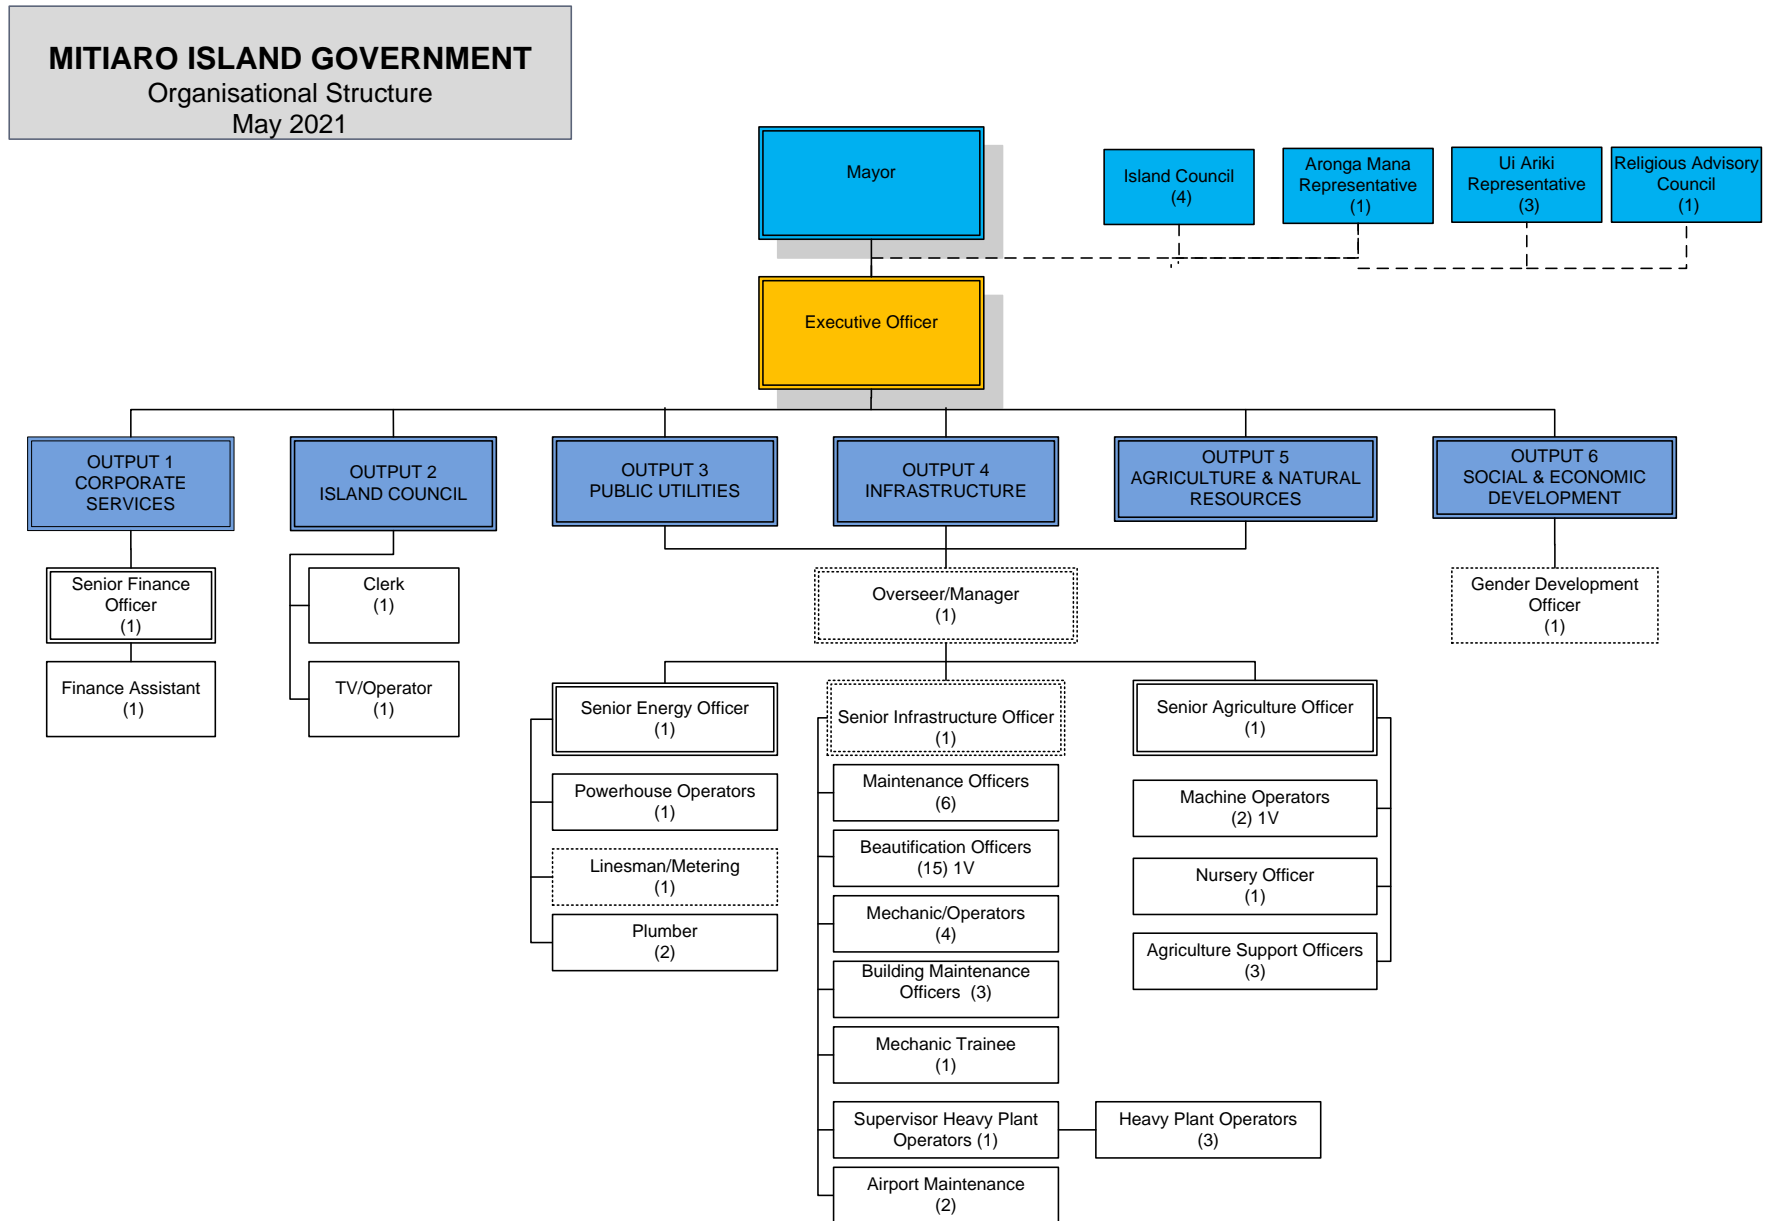 MITIARO ISLAND GOVERNMENT
Organisational Structure
May 2021
Mayor
Island Council
(4)
Aronga Mana
Representative
(1)
Ui Ariki
Representative
(3)
Religious Advisory
Council
(1)
Executive Officer
OUTPUT 1
CORPORATE
SERVICES
OUTPUT 2
ISLAND COUNCIL
OUTPUT 3
PUBLIC UTILITIES
OUTPUT 4
INFRASTRUCTURE
OUTPUT 5
AGRICULTURE & NATURAL
RESOURCES
OUTPUT 6
SOCIAL & ECONOMIC
DEVELOPMENT
Senior Finance
Officer
(1)
Finance Assistant
(1)
Clerk
(1)
TV/Operator
(1)
Overseer/Manager
(1)
Gender Development
Officer
(1)
Senior Energy Officer
(1)
Powerhouse Operators
(1)
Linesman/Metering
(1)
Plumber
(2)
Senior Infrastructure Officer
(1)
Maintenance Officers
(6)
Beautification Officers
(15) 1V
Mechanic/Operators
(4)
Building Maintenance
Officers (3)
Mechanic Trainee
(1)
Supervisor Heavy Plant
Operators (1)
Heavy Plant Operators
(3)
Airport Maintenance
(2)
Senior Agriculture Officer
(1)
Machine Operators
(2) 1V
Nursery Officer
(1)
Agriculture Support Officers
(3)